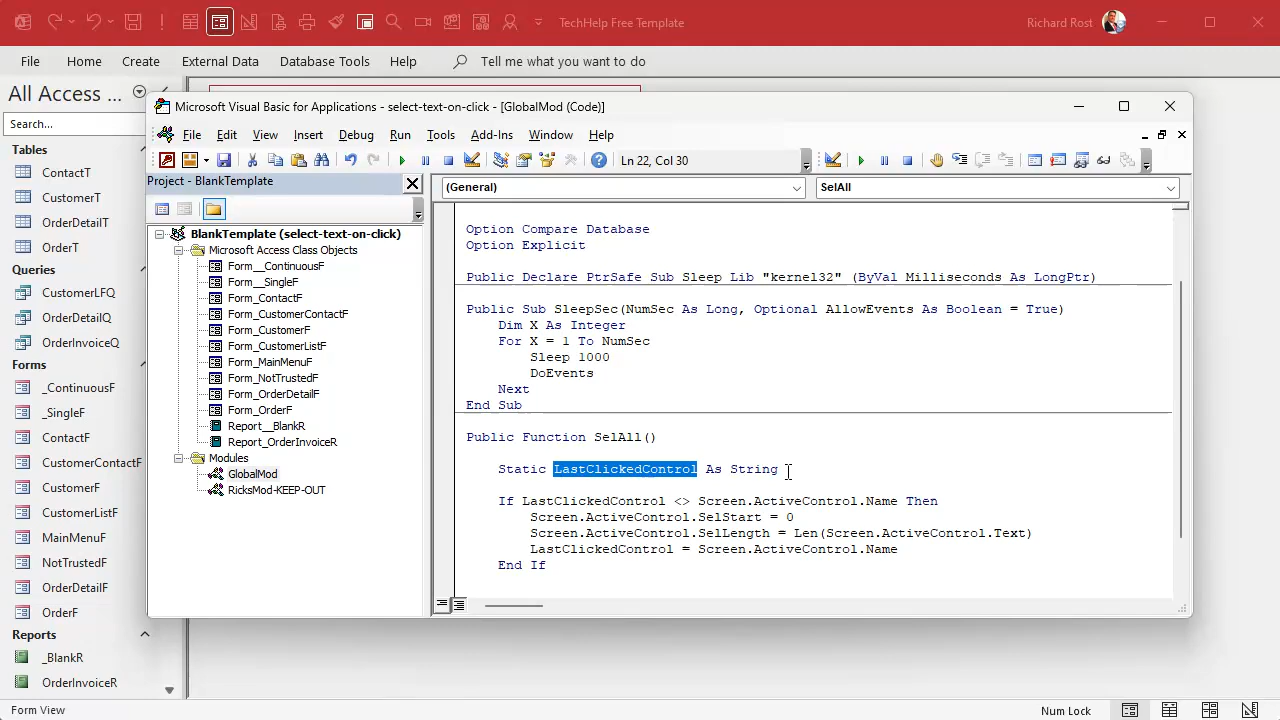 TechHelp Free Template
Richard Rost
File Home Create External Data Database Tools Help Tell me what you want to do
All Access ...
Search...
Tables
ContactT
CustomerT
OrderDetailT
OrderT
Queries
CustomerLFQ
OrderDetailQ
OrderInvoiceQ
Forms
_ContinuousF
_SingleF
ContactF
CustomerContactF
CustomerF
CustomerListF
MainMenuF
NotTrustedF
OrderDetailF
OrderF
Reports
_BlankR
OrderInvoiceR
Microsoft Visual Basic for Applications - select-text-on-click - [GlobalMod (Code)]
File Edit View Insert Debug Run Tools Add-Ins Window Help
Ln 22, Col 30
Project - BlankTemplate
BlankTemplate (select-text-on-click)
Microsoft Access Class Objects
Form__ContinuousF
Form__SingleF
Form_ContactF
Form_CustomerContactF
Form_CustomerF
Form_CustomerListF
Form_MainMenuF
Form_NotTrustedF
Form_OrderDetailF
Form_OrderF
Report__BlankR
Report_OrderInvoiceR
Modules
GlobalMod
RicksMod-KEEP-OUT
(General)
SelAll
Option Compare Database
Option Explicit
Public Declare PtrSafe Sub Sleep Lib "kernel32" (ByVal Milliseconds As LongPtr)
Public Sub SleepSec(NumSec As Long, Optional AllowEvents As Boolean = True)
Dim X As Integer
For X = 1 To NumSec
Sleep 1000
DoEvents
Next
End Sub
Public Function SelAll()
Static LastClickedControl As String
If LastClickedControl <> Screen.ActiveControl.Name Then
Screen.ActiveControl.SelStart = 0
Screen.ActiveControl.SelLength = Len(Screen.ActiveControl.Text)
LastClickedControl = Screen.ActiveControl.Name
End If
Form View
Num Lock